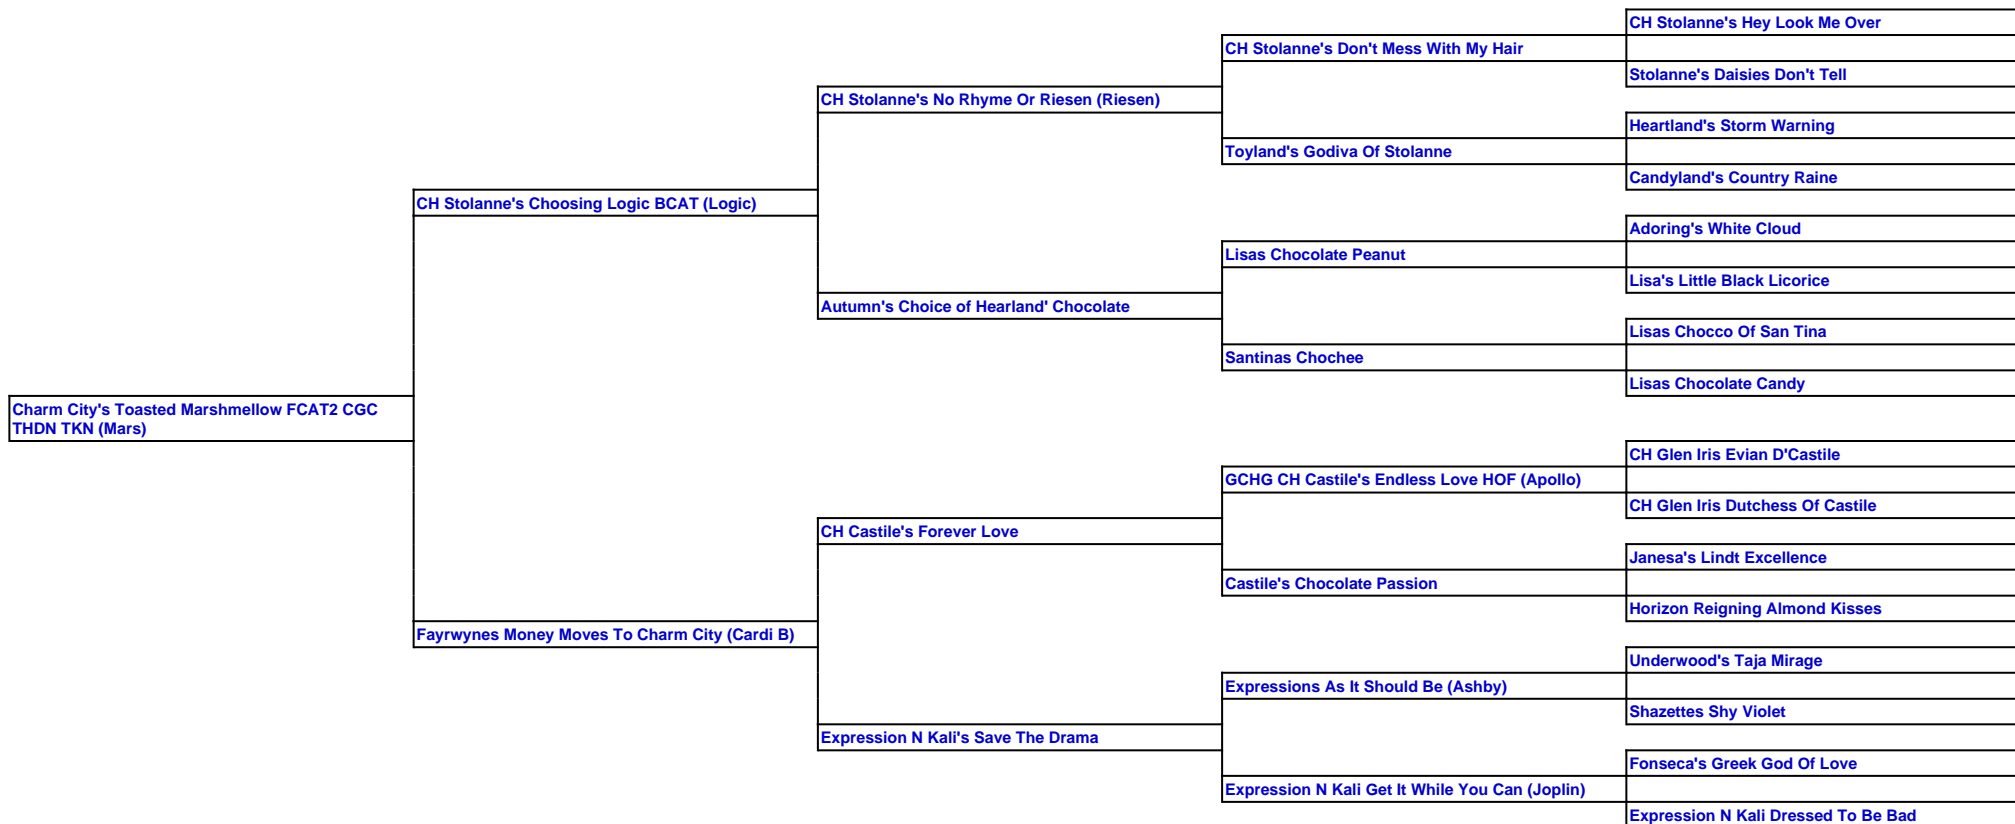 CH Stolanne's Hey Look Me Over
CH Stolanne's Don't Mess With My Hair
Stolanne's Daisies Don't Tell
CH Stolanne's No Rhyme Or Riesen (Riesen)
Heartland's Storm Warning
Toyland's Godiva Of Stolanne
Candyland's Country Raine
CH Stolanne's Choosing Logic BCAT (Logic)
Adoring's White Cloud
Lisas Chocolate Peanut
Lisa's Little Black Licorice
Autumn's Choice of Hearland' Chocolate
Lisas Chocco Of San Tina
Santinas Chochee
Lisas Chocolate Candy
Charm City's Toasted Marshmellow FCAT2 CGC
THDN TKN (Mars)
CH Glen Iris Evian D'Castile
GCHG CH Castile's Endless Love HOF (Apollo)
CH Glen Iris Dutchess Of Castile
CH Castile's Forever Love
Janesa's Lindt Excellence
Castile's Chocolate Passion
Horizon Reigning Almond Kisses
Fayrwynes Money Moves To Charm City (Cardi B)
Underwood's Taja Mirage
Expressions As It Should Be (Ashby)
Shazettes Shy Violet
Expression N Kali's Save The Drama
Fonseca's Greek God Of Love
Expression N Kali Get It While You Can (Joplin)
Expression N Kali Dressed To Be Bad